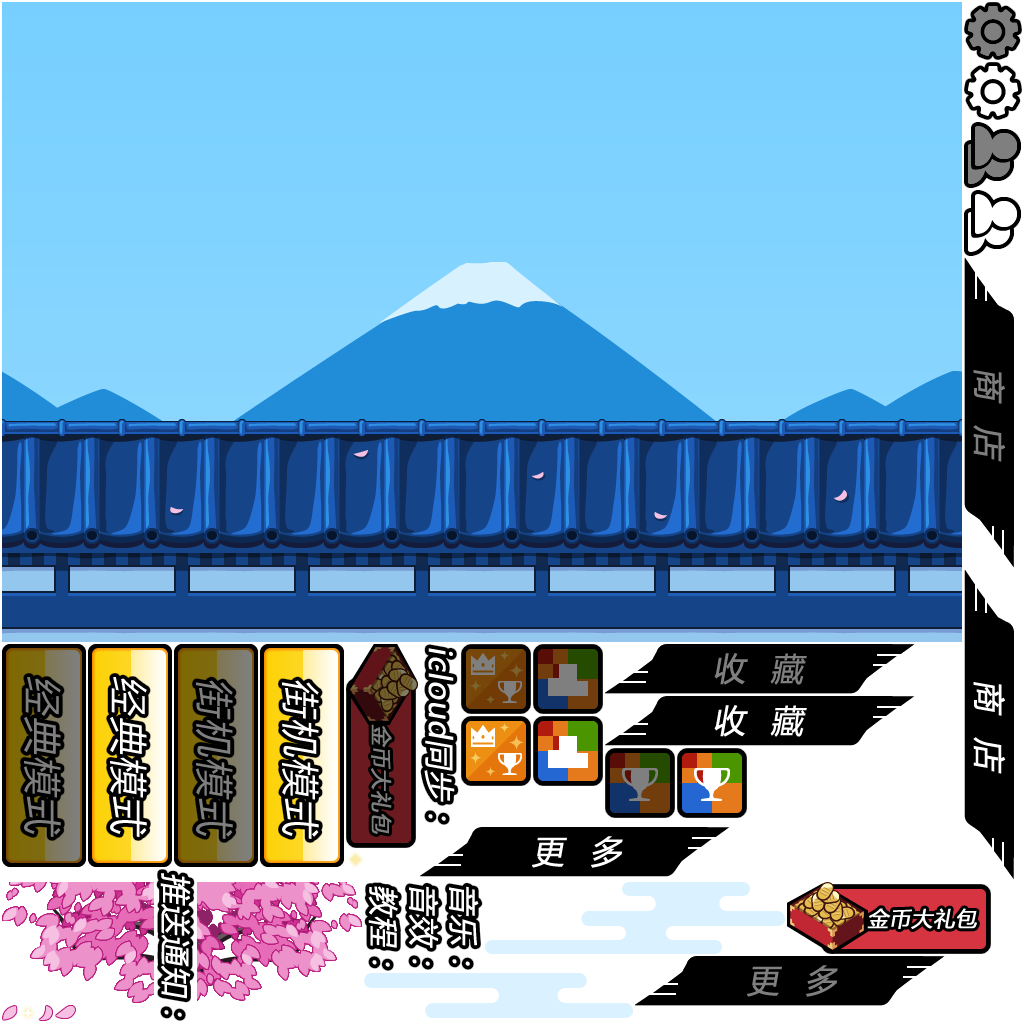 商店
商店
经典模式
经典模式
街机模式
街机模式
金币大礼包
icloud同步：
收藏
收藏
更多
推送通知：
教程：
音效：
音乐：
金币大礼包
更多